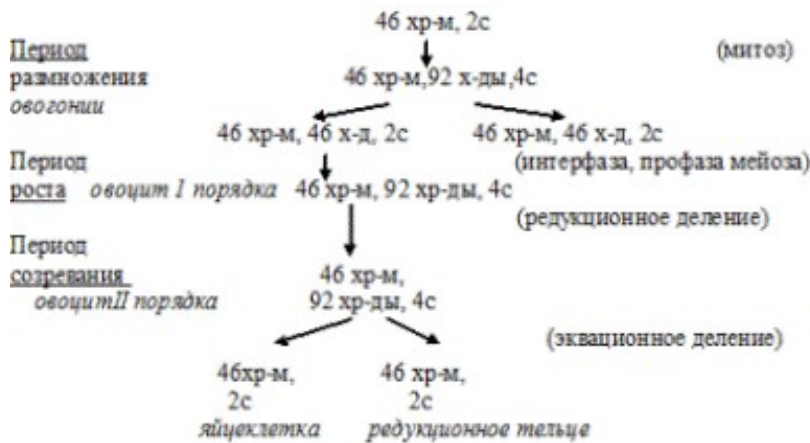 46 хр-м, 2с
Период (митоз)
размножения 46 хр-м,92 х-ды,4с
овогонии
46 хр-м, 46 х-д, 2с 46 хр-м, 46 х-д, 2с
Период (интерфаза, профаза мейоза)
роста овоцит I порядка 46 хр-м, 92 хр-ды, 4с
(редукционное деление)
Период
созревания 46 хр-м,
овоцитII порядка 92 хр-ды, 4с
(эквационное деление)
46хр-м, 46 хр-м,
2с 2с
яйцеклетка редукционное тельце